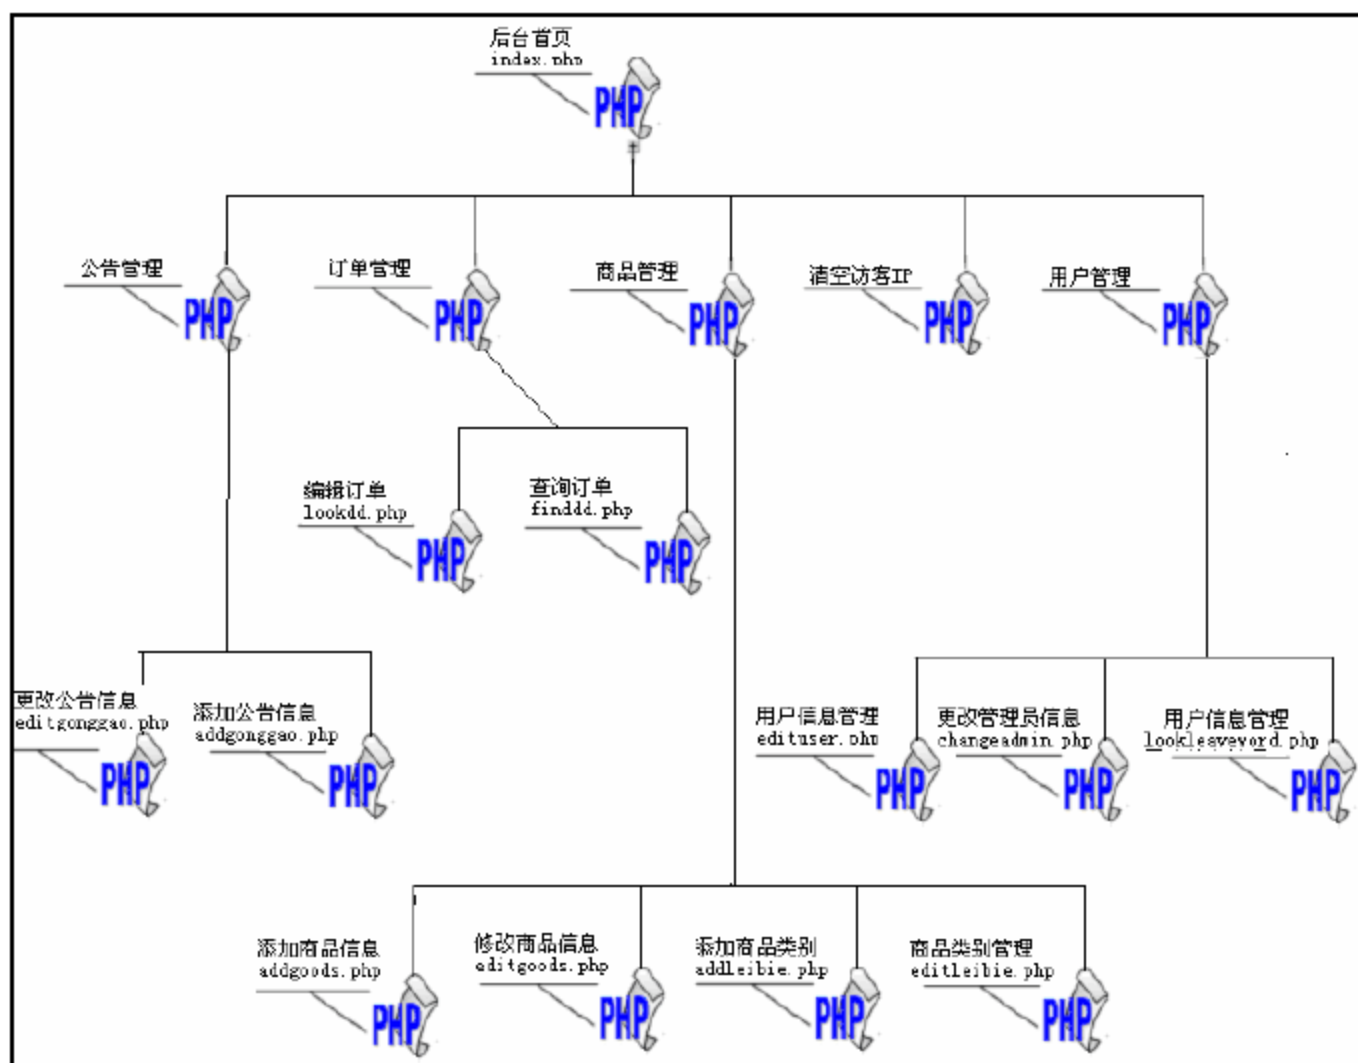 后台首页
index.php
PHP
公告管理
PHP
订单管理
PHP
商品管理
PHP
清空访客IP
PHP
用户管理
PHP
编辑订单
lookdd.php
PHP
查询订单
finddd.php
PHP
更改公告信息
editgonggao.php
PHP
添加公告信息
addgonggao.php
PHP
用户信息管理
edituser.php
PHP
更改管理员信息
changeadmin.php
PHP
用户信息管理
lookleaveword.php
PHP
添加商品信息
addgoods.php
PHP
修改商品信息
editgoods.php
PHP
添加商品类别
addleibie.php
PHP
商品类别管理
editleibie.php
PHP